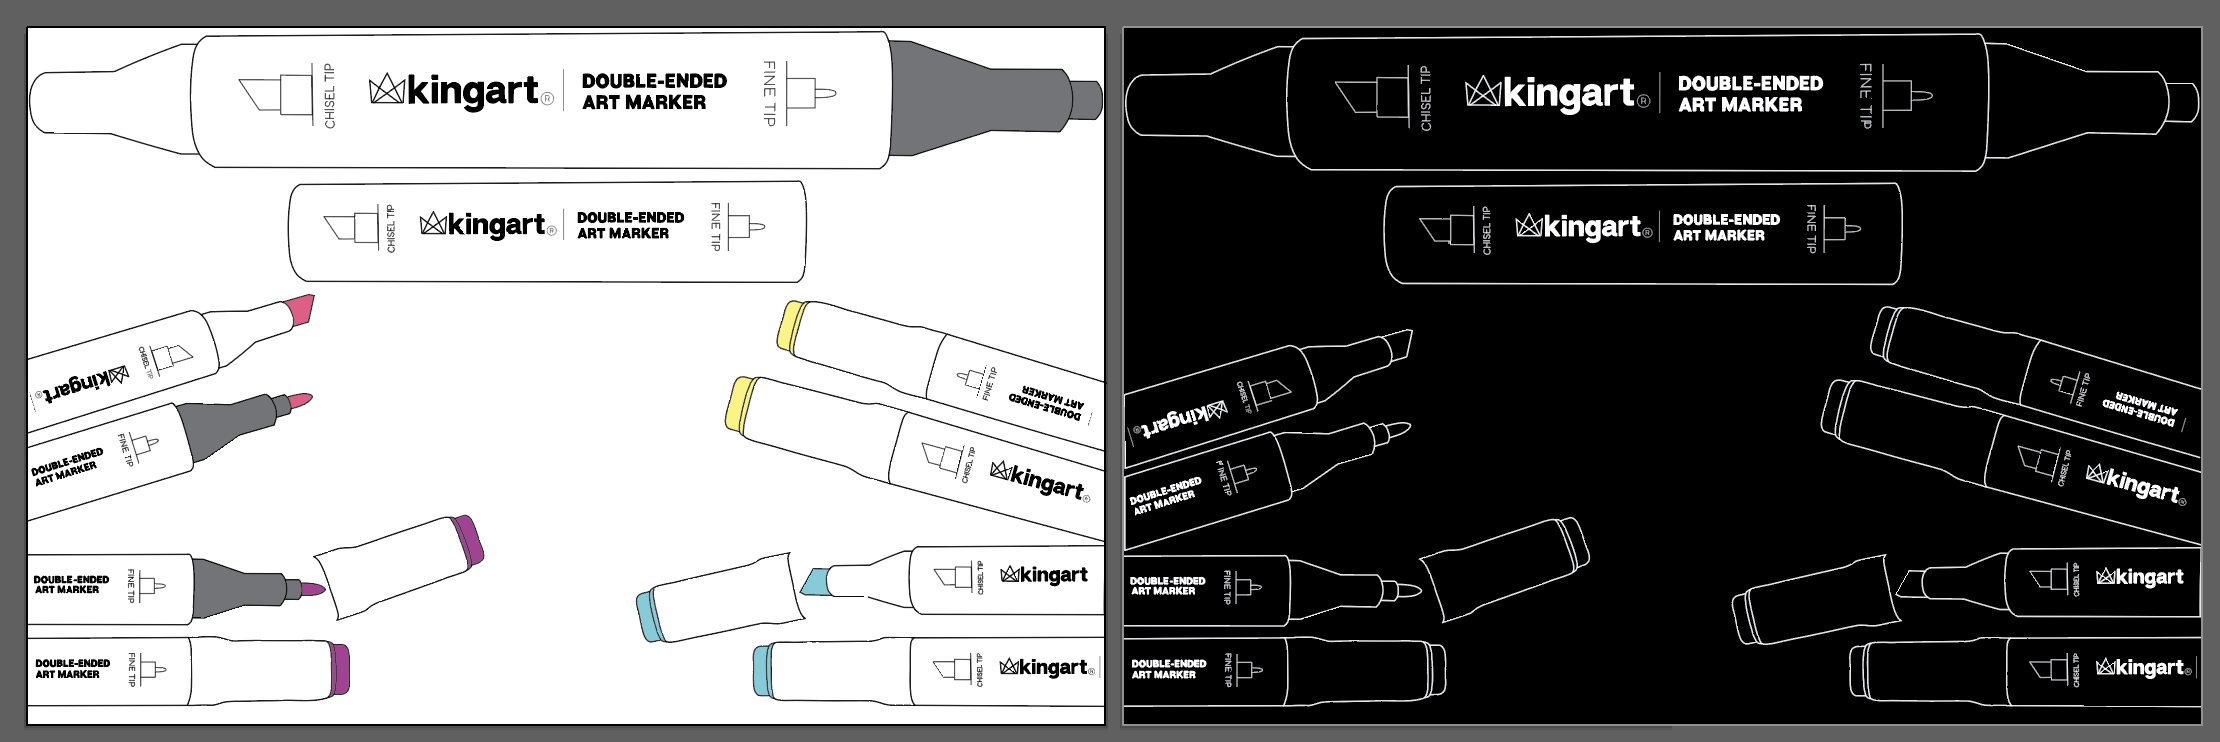 CHISEL TIP
kingart®
DOUBLE-ENDED
ART MARKER
FINE TIP
CHISEL TIP
kingart®
DOUBLE-ENDED
ART MARKER
FINE TIP
CHISEL TIP
kingart®
DOUBLE-ENDED
ART MARKER
FINE TIP
FINE TIP
DOUBLE-ENDED
ART MARKER
CHISEL TIP
kingart®
DOUBLE-ENDED
ART MARKER
FINE TIP
CHISEL TIP
kingart
DOUBLE-ENDED
ART MARKER
FINE TIP
CHISEL TIP
kingart®
CHISEL TIP
kingart®
DOUBLE-ENDED
ART MARKER
FINE TIP
CHISEL TIP
kingart®
DOUBLE-ENDED
ART MARKER
FINE TIP
CHISEL TIP
kingart®
DOUBLE-ENDED
ART MARKER
FINE TIP
FINE TIP
DOUBLE-ENDED
ART MARKER
CHISEL TIP
kingart®
DOUBLE-ENDED
ART MARKER
FINE TIP
CHISEL TIP
kingart
DOUBLE-ENDED
ART MARKER
FINE TIP
CHISEL TIP
kingart®